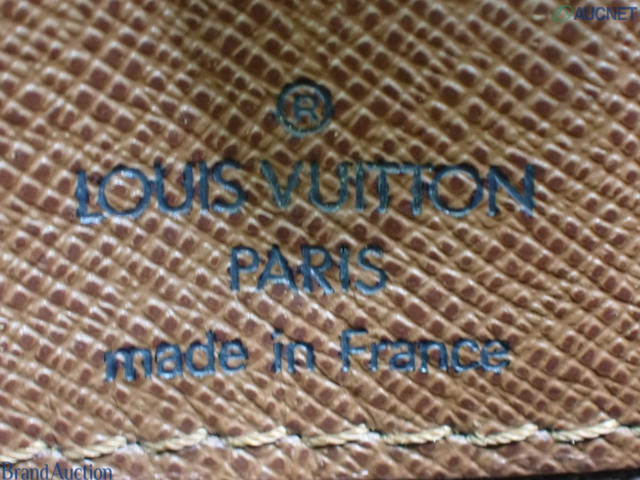 AUCNET
®
LOUIS VUITTON
PARIS
made in France
BrandAuction